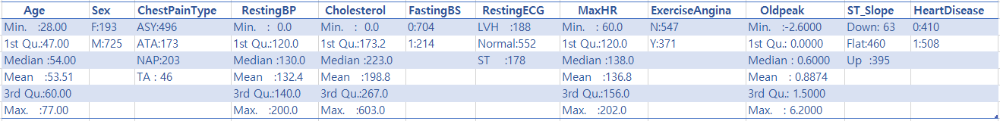 Age Sex ChestPainType RestingBP Cholesterol FastingBS RestingECG MaxHR ExerciseAngina Oldpeak ST_Slope HeartDisease
Min. :28.00 F:193 ASY:496 Min. : 0.0 Min. : 0.0 0:704 LVH :188 Min. : 60.0 N:547 Min. :-2.6000 Down: 63 0:410
1st Qu.:47.00 M:725 ATA:173 1st Qu.:120.0 1st Qu.:173.2 1:214 Normal:552 1st Qu.:120.0 Y:371 1st Qu.: 0.0000 Flat:460 1:508
Median :54.00 NAP:203 Median :130.0 Median :223.0 ST :178 Median :138.0 Median : 0.6000 Up :395
Mean :53.51 TA : 46 Mean :132.4 Mean :198.8 Mean :136.8 Mean : 0.8874
3rd Qu.:60.00 3rd Qu.:140.0 3rd Qu.:267.0 3rd Qu.:156.0 3rd Qu.: 1.5000
Max. :77.00 Max. :200.0 Max. :603.0 Max. :202.0 Max. : 6.2000